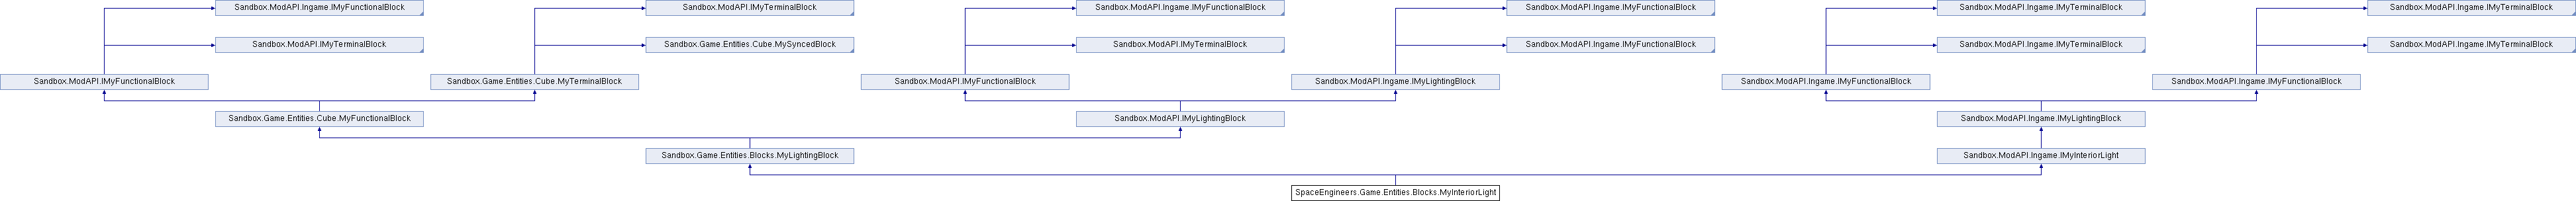 Sandbox.ModAPI.Ingame.IMyFunctionalBlock
Sandbox.ModAPI.IMyTerminalBlock
Sandbox.ModAPI.Ingame.IMyFunctionalBlock
Sandbox.ModAPI.Ingame.IMyFunctionalBlock
Sandbox.ModAPI.Ingame.IMyTerminalBlock
Sandbox.ModAPI.Ingame.IMyTerminalBlock
Sandbox.ModAPI.IMyTerminalBlock
Sandbox.Game.Entities.Cube.MySyncedBlock
Sandbox.ModAPI.IMyTerminalBlock
Sandbox.ModAPI.Ingame.IMyFunctionalBlock
Sandbox.ModAPI.Ingame.IMyTerminalBlock
Sandbox.ModAPI.Ingame.IMyTerminalBlock
Sandbox.ModAPI.IMyFunctionalBlock
Sandbox.Game.Entities.Cube.MyTerminalBlock
Sandbox.ModAPI.IMyFunctionalBlock
Sandbox.ModAPI.Ingame.IMyLightingBlock
Sandbox.ModAPI.Ingame.IMyFunctionalBlock
Sandbox.ModAPI.Ingame.IMyFunctionalBlock
Sandbox.Game.Entities.Cube.MyFunctionalBlock
Sandbox.ModAPI.IMyLightingBlock
Sandbox.ModAPI.Ingame.IMyLightingBlock
Sandbox.Game.Entities.Blocks.MyLightingBlock
Sandbox.ModAPI.Ingame.IMyInteriorLight
SpaceEngineers.Game.Entities.Blocks.MyInteriorLight